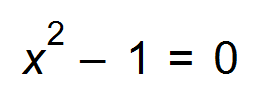 x² – 1 = 0